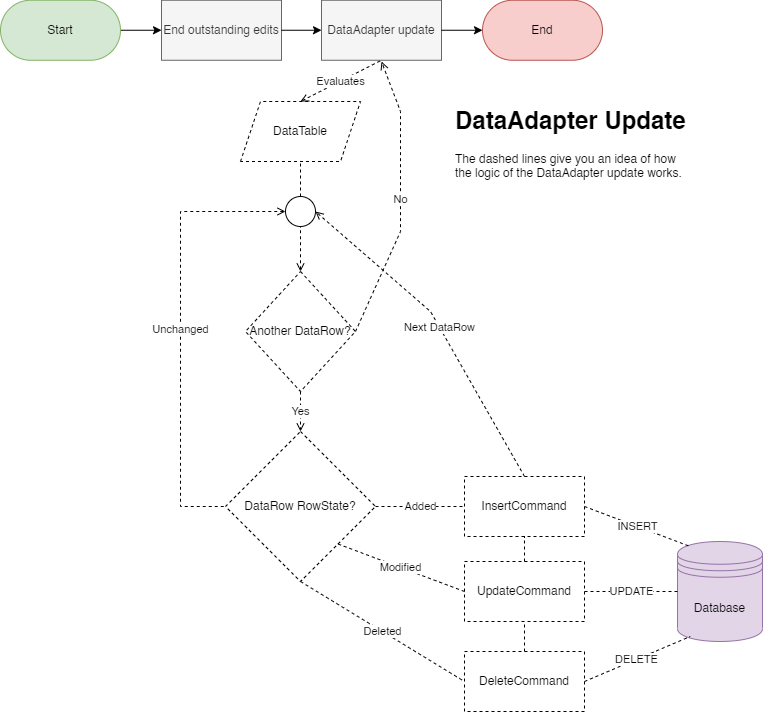 Start
End outstanding edits
DataAdapter update
End
Evaluates
DataTable
DataAdapter Update
The dashed lines give you an idea of how
the logic of the DataAdapter update works.
No
Unchanged
Another DataRow?
Next DataRow
Yes
DataRow RowState?
Added
InsertCommand
INSERT
Modified
UpdateCommand
UPDATE
Database
Deleted
DELETE
DeleteCommand